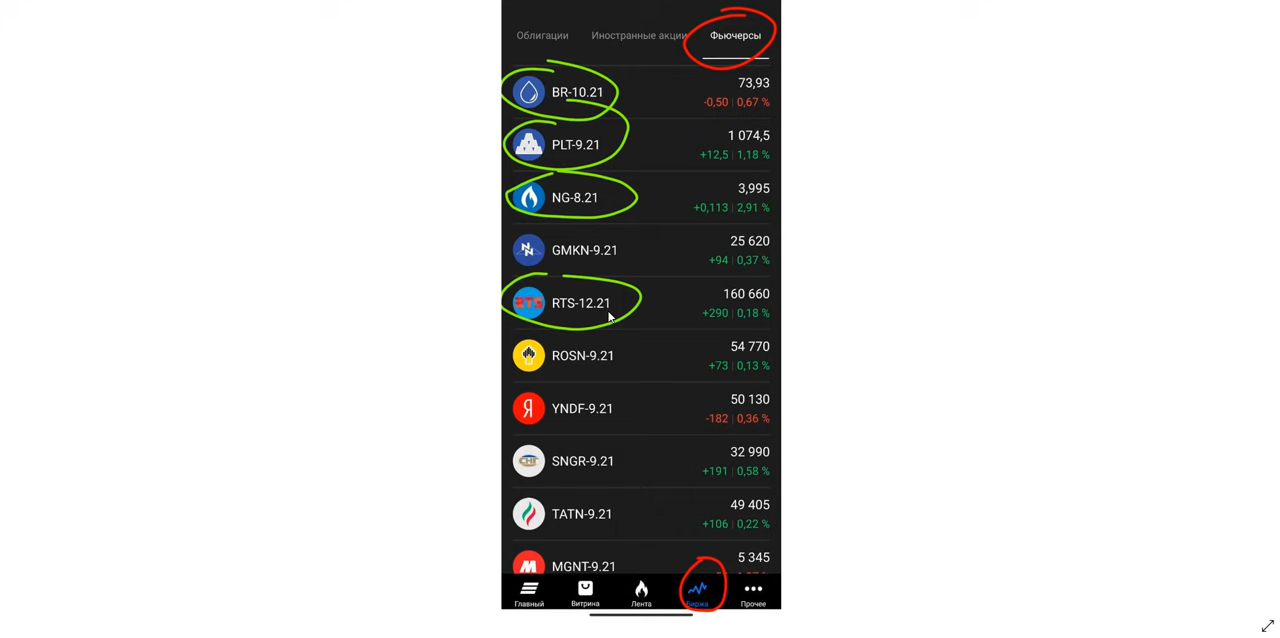 Облигации Иностранные акции Фьючерсы
BR-10.21 73,93
-0,50 | 0,67 %
PLT-9.21 1 074,5
+12,5 | 1,18 %
NG-8.21 3,995
+0,113 | 2,91 %
GMKN-9.21 25 620
+94 | 0,37 %
RTS RTS-12.21 160 660
+290 | 0,18 %
ROSN-9.21 54 770
+73 | 0,13 %
Я YNDF-9.21 50 130
-182 | 0,36 %
СНГ SNGR-9.21 32 990
+191 | 0,58 %
TATN-9.21 49 405
+106 | 0,22 %
M MGNT-9.21 5 345
Главный Витрина Лента Биржа Прочее